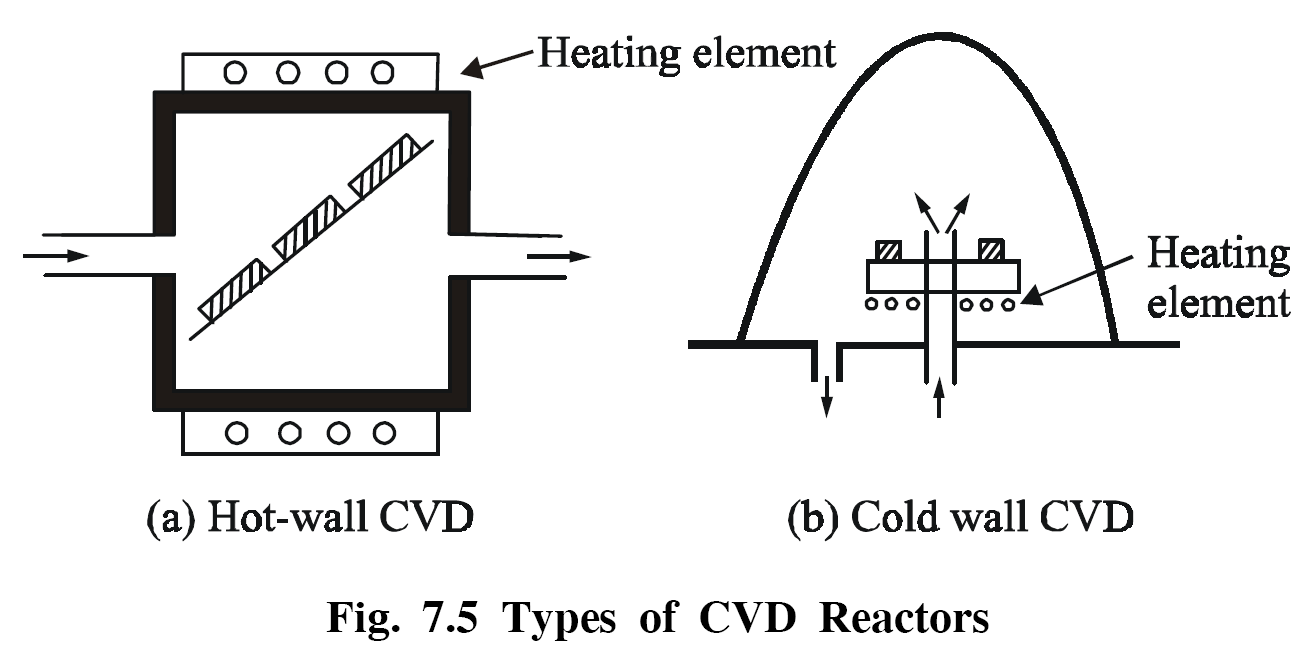 Heating element
Heating
element
(a) Hot-wall CVD
(b) Cold wall CVD
Fig. 7.5 Types of CVD Reactors